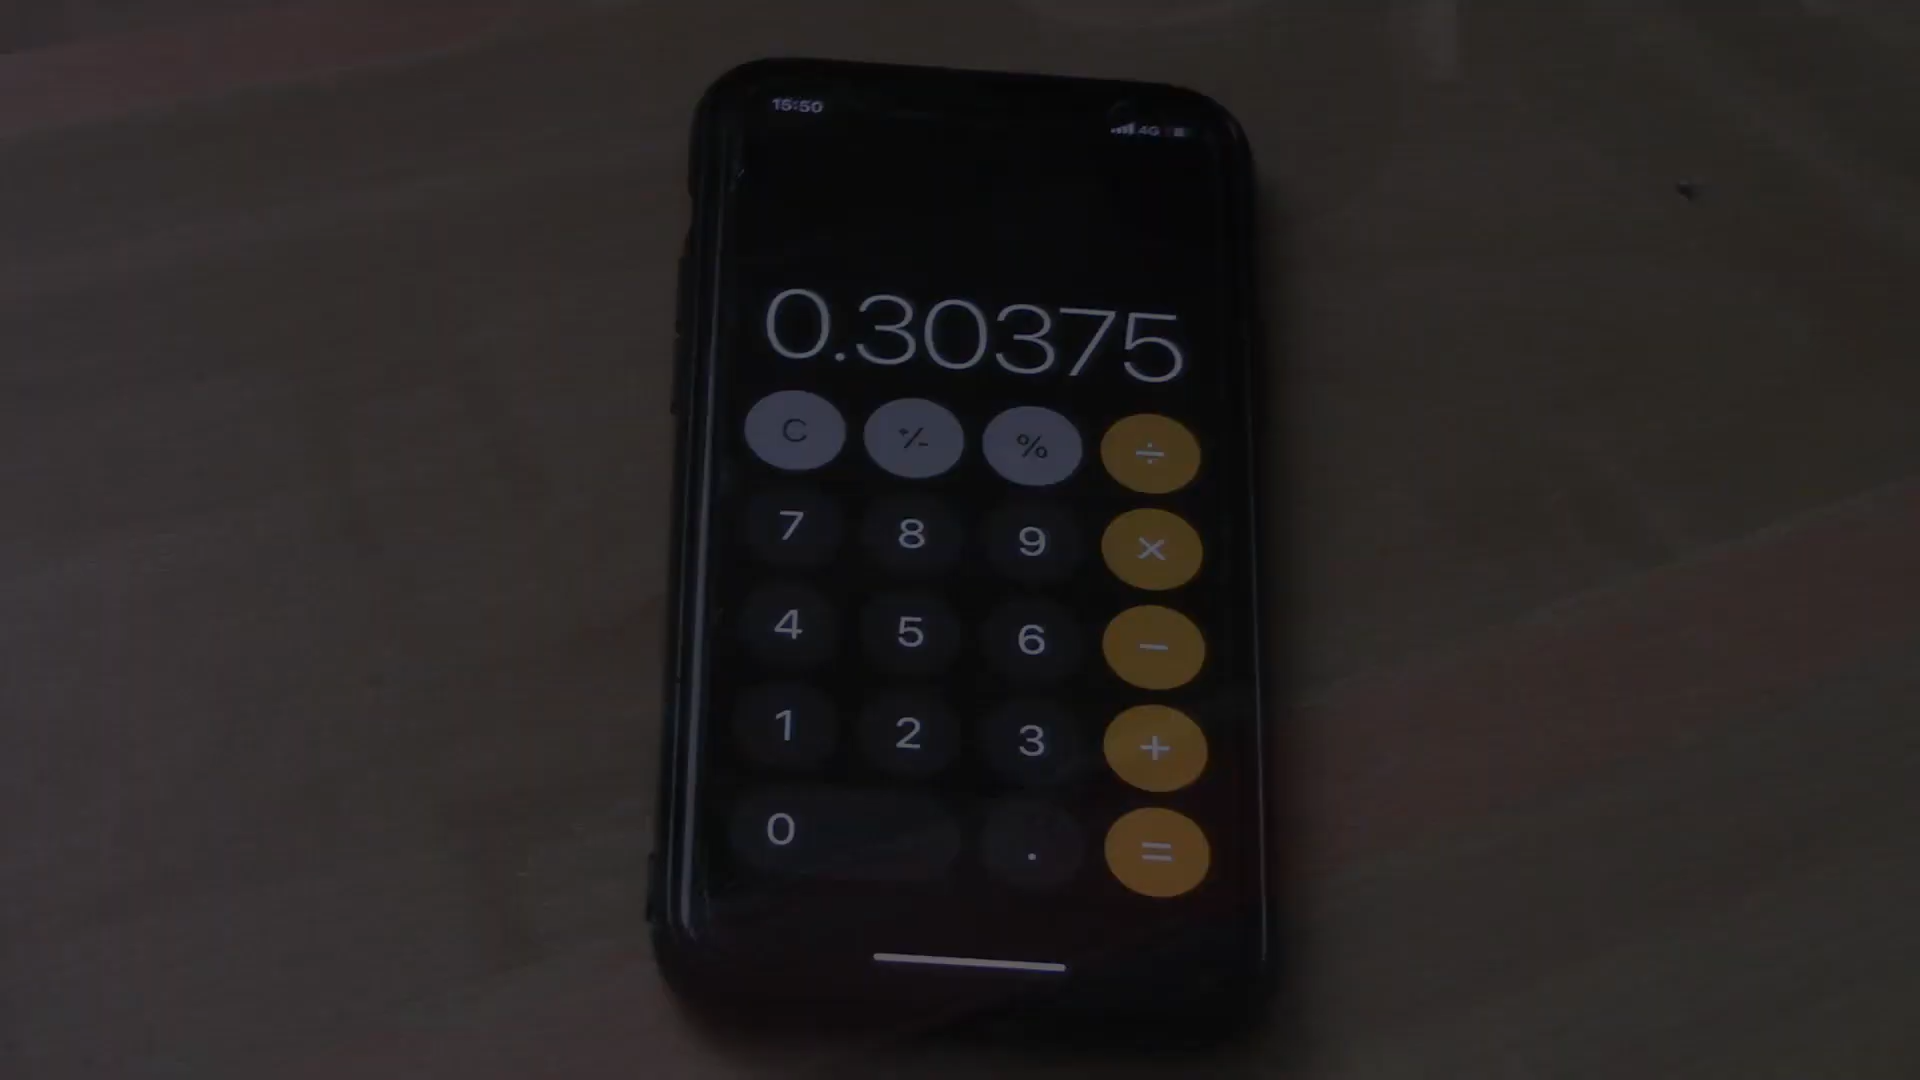 15:50
4G
0.30375
C +/- % ÷
7 8 9 ×
4 5 6 −
1 2 3 +
0 . =